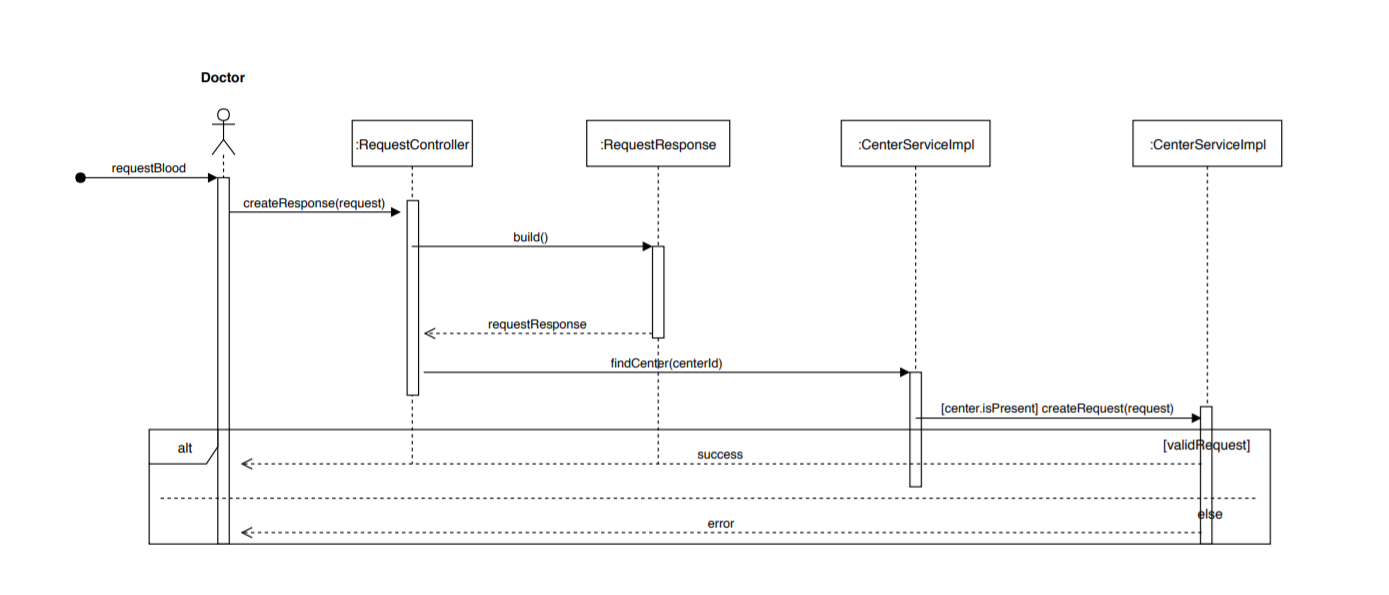 Doctor
:RequestController
:RequestResponse
:CenterServiceImpl
:CenterServiceImpl
requestBlood
createResponse(request)
build()
requestResponse
findCenter(centerId)
[center.isPresent] createRequest(request)
alt
[validRequest]
success
else
error